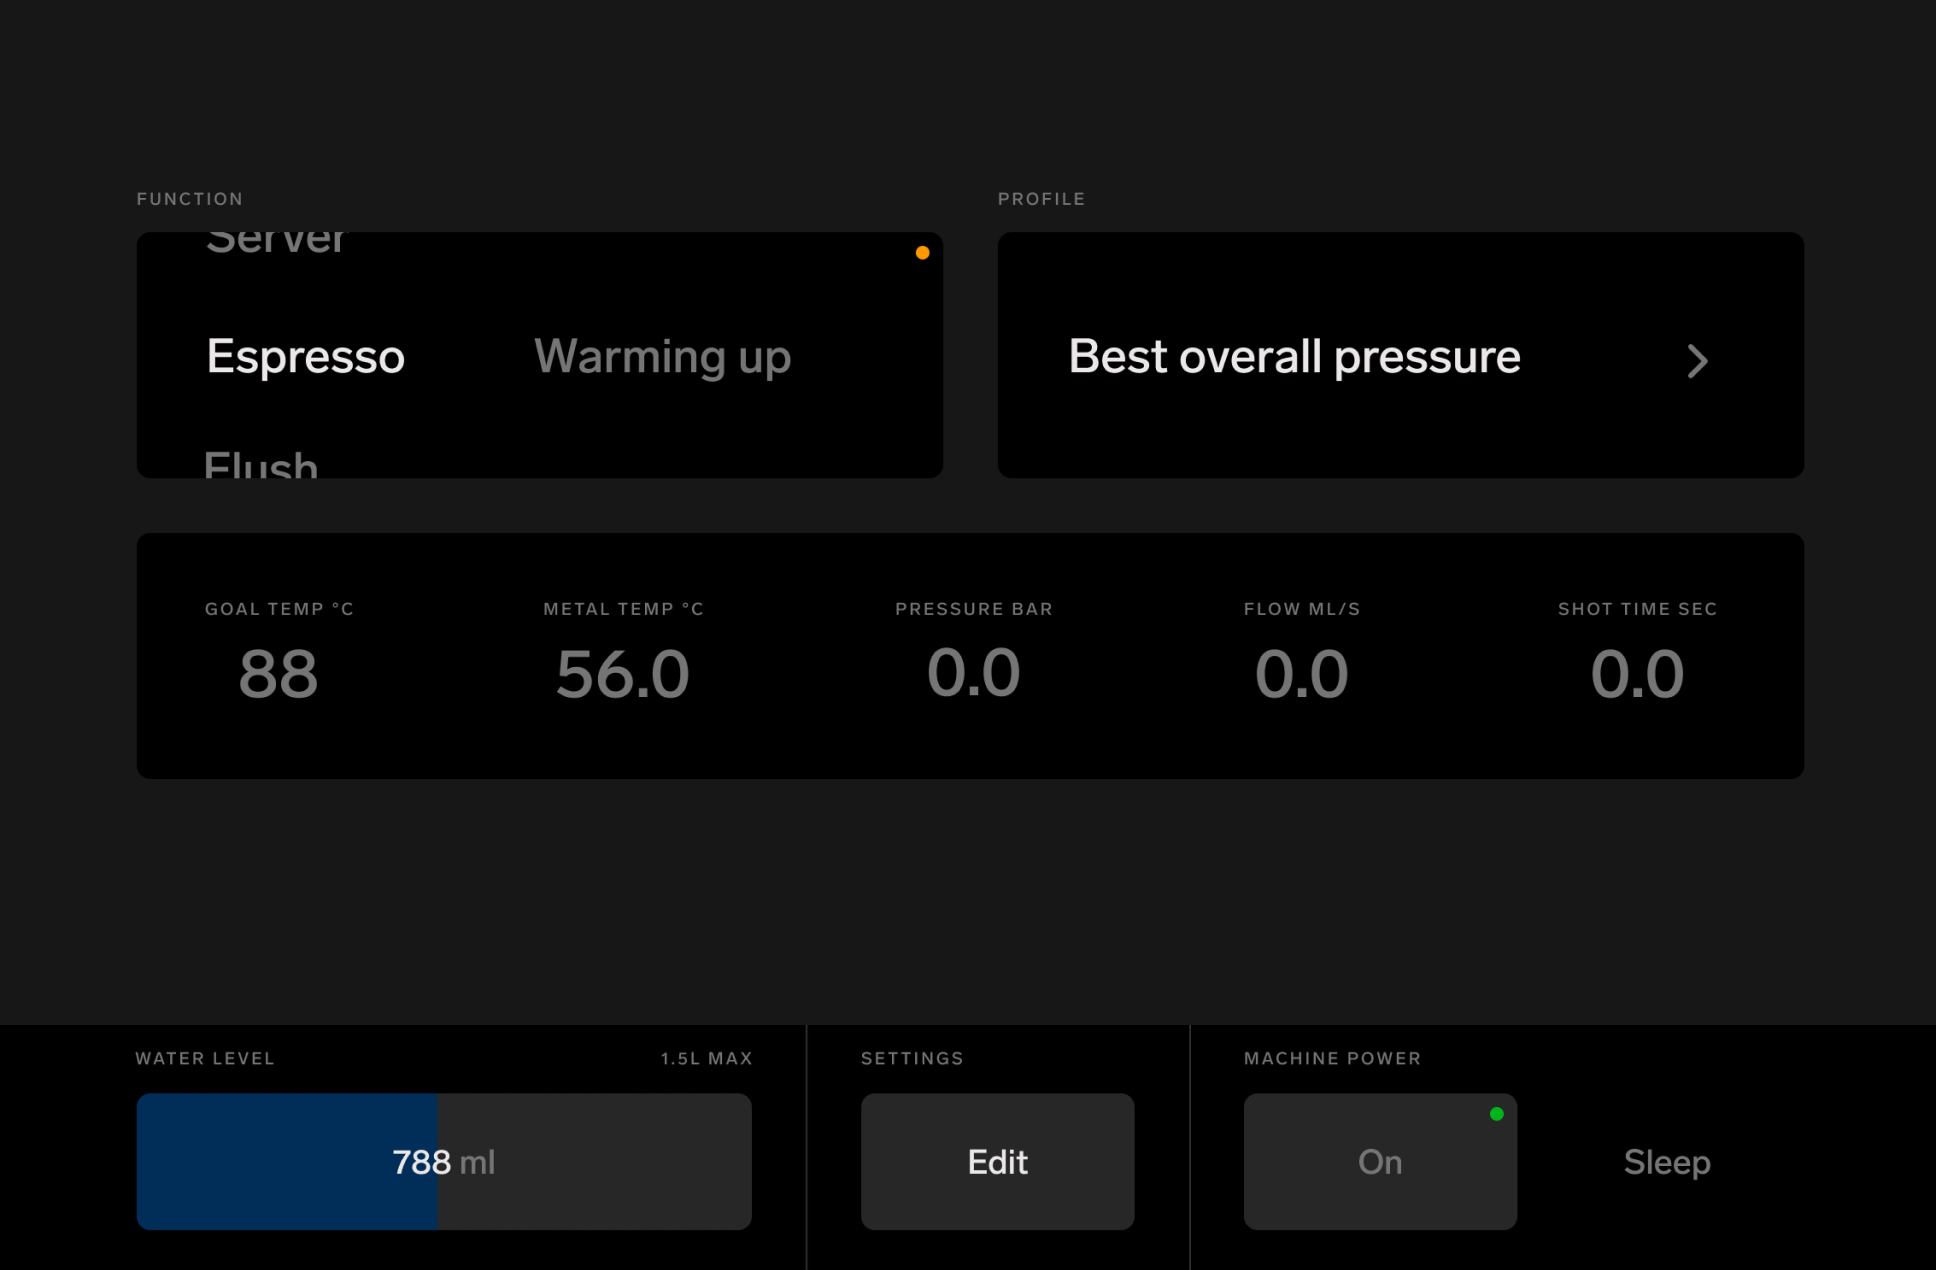 FUNCTION
PROFILE
Server
Espresso
Warming up
Best overall pressure
Flush
GOAL TEMP °C
METAL TEMP °C
PRESSURE BAR
FLOW ML/S
SHOT TIME SEC
88
56.0
0.0
0.0
0.0
WATER LEVEL
1.5L MAX
SETTINGS
MACHINE POWER
788 ml
Edit
On
Sleep